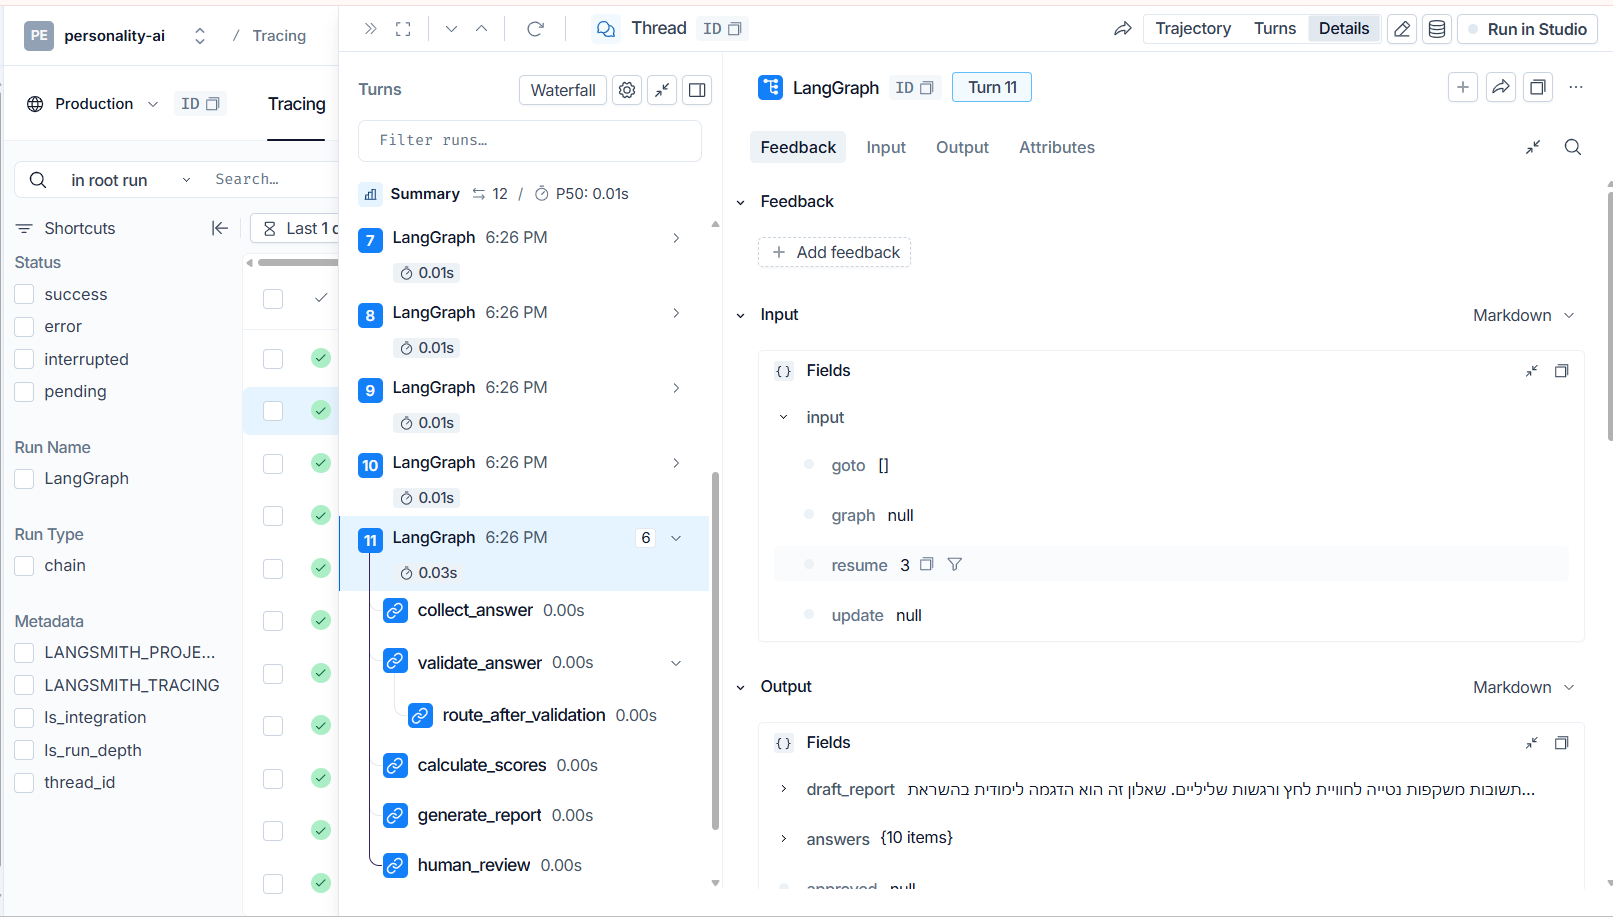 PE personality-ai / Tracing
Production ID Tracing
in root run Search...
Shortcuts Last 1
Status
success
error
interrupted
pending
Run Name
LangGraph
Run Type
chain
Metadata
LANGSMITH_PROJE...
LANGSMITH_TRACING
ls_integration
ls_run_depth
thread_id
Thread ID Trajectory Turns Details Run in Studio
Turns Waterfall
Filter runs...
Summary 12 / P50: 0.01s
7 LangGraph 6:26 PM
0.01s
8 LangGraph 6:26 PM
0.01s
9 LangGraph 6:26 PM
0.01s
10 LangGraph 6:26 PM
0.01s
11 LangGraph 6:26 PM 6
0.03s
collect_answer 0.00s
validate_answer 0.00s
route_after_validation 0.00s
calculate_scores 0.00s
generate_report 0.00s
human_review 0.00s
LangGraph ID Turn 11
Feedback Input Output Attributes
Feedback
+ Add feedback
Input Markdown
{} Fields
input
goto []
graph null
resume 3
update null
Output Markdown
{} Fields
draft_report תשובות משקפות נטייה לחוויית לחץ ורגשות שליליים. שאלון זה הוא הדגמה לימודית בהשראת...
answers {10 items}
approved null